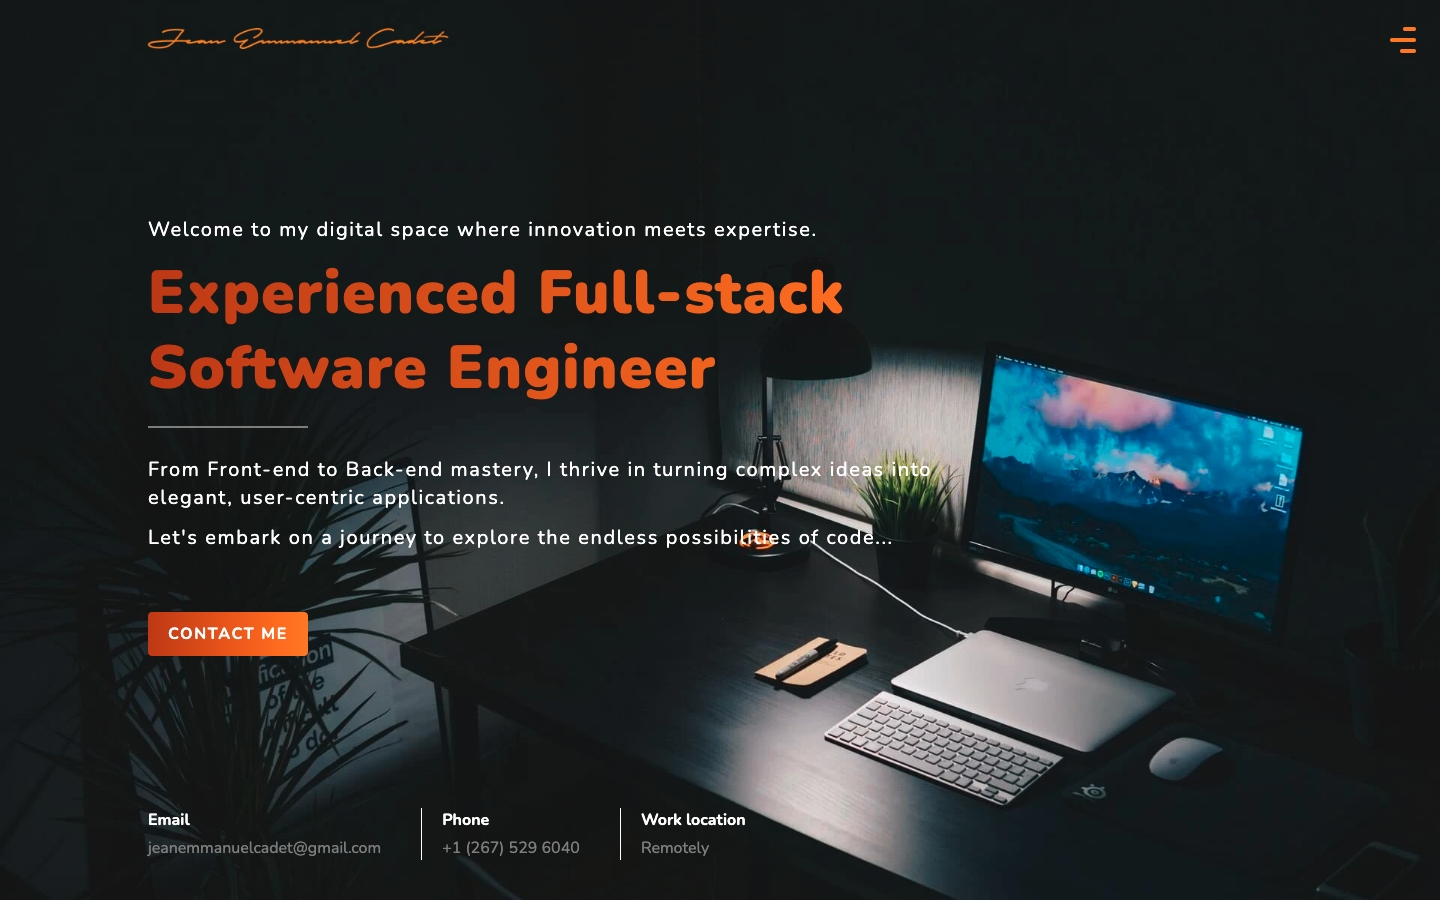 Jean Emmanuel Cadet
Welcome to my digital space where innovation meets expertise.
Experienced Full-stack
Software Engineer
From Front-end to Back-end mastery, I thrive in turning complex ideas into
elegant, user-centric applications.
Let's embark on a journey to explore the endless possibilities of code...
CONTACT ME
Email
jeanemmanuelcadet@gmail.com
Phone
+1 (267) 529 6040
Work location
Remotely